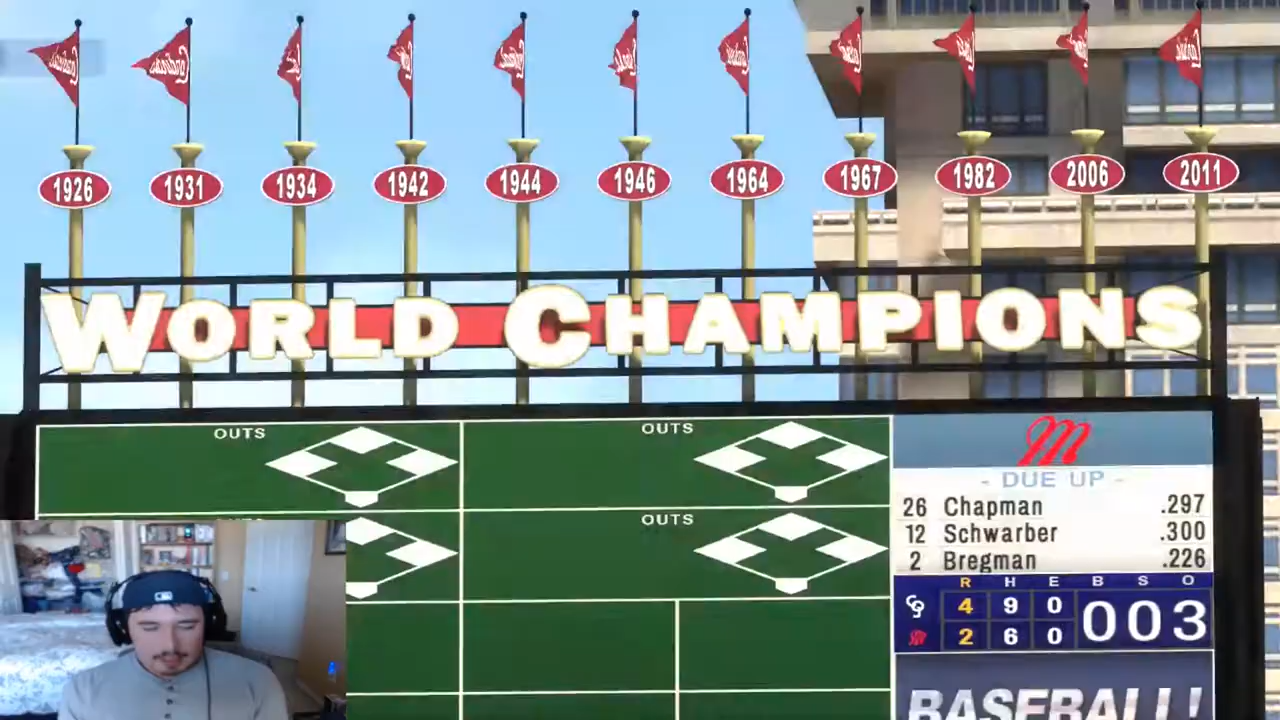 1926 1931 1934 1942 1944 1946 1964 1967 1982 2006 2011
WORLD CHAMPIONS
OUTS OUTS
M
- DUE UP -
26 Chapman .297
12 Schwarber .300
2 Bregman .226
OUTS
R H E B S O
4 9 0 0 0 3
2 6 0
BASEBALL!